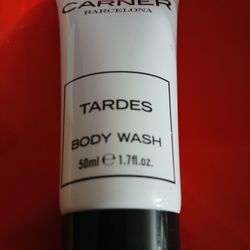 CARNER
BARCELONA
TARDES
BODY WASH
50ml ℮ 1.7fl.oz.